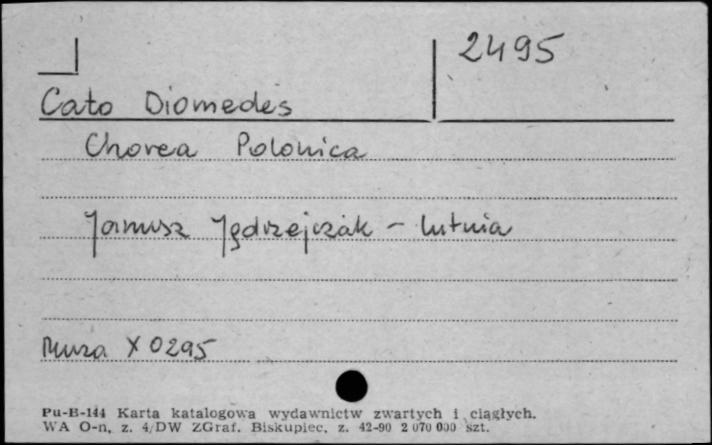 2495
Cato Diomedes
Chorea Polonica
Janusz Jędrzejczak - lutnia
Muza X 0295
Pu-B-144 Karta katalogowa wydawnictw zwartych i ciągłych.
WA O-n, z. 4/DW ZGraf. Biskupiec, z. 42-90 2 070 000 szt.